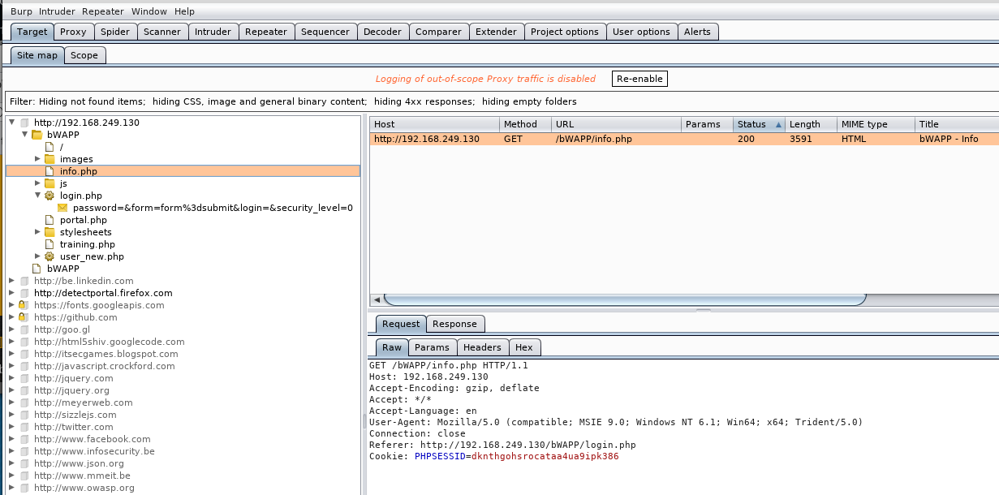 Burp Intruder Repeater Window Help
Target Proxy Spider Scanner Intruder Repeater Sequencer Decoder Comparer Extender Project options User options Alerts
Site map Scope
Logging of out-of-scope Proxy traffic is disabled Re-enable
Filter: Hiding not found items; hiding CSS, image and general binary content; hiding 4xx responses; hiding empty folders
http://192.168.249.130
bWAPP
/
images
info.php
js
login.php
password=&form=form%3dsubmit&login=&security_level=0
portal.php
stylesheets
training.php
user_new.php
bWAPP
http://be.linkedin.com
http://detectportal.firefox.com
https://fonts.googleapis.com
https://github.com
http://goo.gl
http://html5shiv.googlecode.com
http://itsecgames.blogspot.com
http://javascript.crockford.com
http://jquery.com
http://jquery.org
http://meyerweb.com
http://sizzlejs.com
http://twitter.com
http://www.facebook.com
http://www.infosecurity.be
http://www.json.org
http://www.mmeit.be
http://www.owasp.org
Host Method URL Params Status Length MIME type Title
http://192.168.249.130 GET /bWAPP/info.php 200 3591 HTML bWAPP - Info
Request Response
Raw Params Headers Hex
GET /bWAPP/info.php HTTP/1.1
Host: 192.168.249.130
Accept-Encoding: gzip, deflate
Accept: */*
Accept-Language: en
User-Agent: Mozilla/5.0 (compatible; MSIE 9.0; Windows NT 6.1; Win64; x64; Trident/5.0)
Connection: close
Referer: http://192.168.249.130/bWAPP/login.php
Cookie: PHPSESSID=dknthgohsrocataa4ua9ipk386